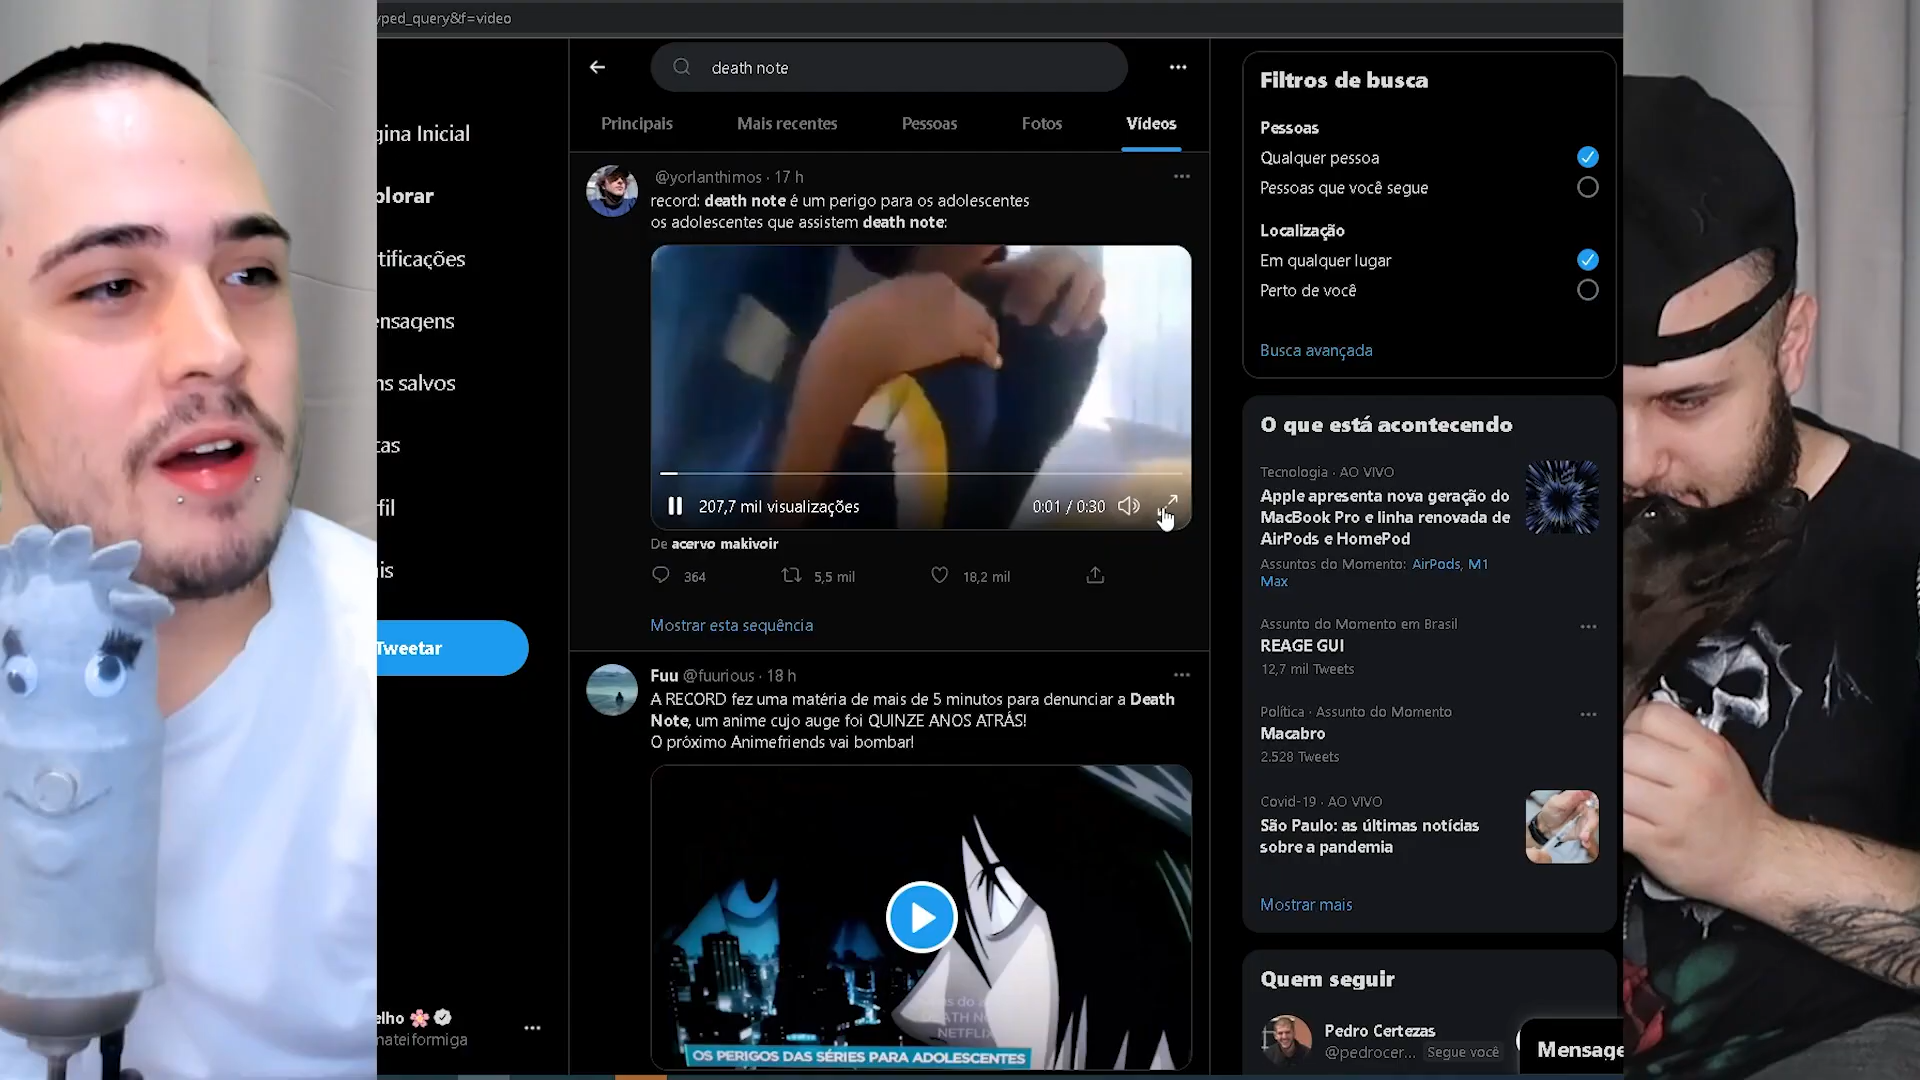 yped_query&f=video
death note
Principais
Mais recentes
Pessoas
Fotos
Vídeos
gina Inicial
plorar
tificações
ensagens
ns salvos
tas
fil
is
Tweetar
elho
nateiformiga
@yorlanthimos · 17 h
record: death note é um perigo para os adolescentes
os adolescentes que assistem death note:
207,7 mil visualizações
0:01 / 0:30
De acervo makivoir
364
5,5 mil
18,2 mil
Mostrar esta sequência
Fuu @fuurious · 18 h
A RECORD fez uma matéria de mais de 5 minutos para denunciar a Death
Note, um anime cujo auge foi QUINZE ANOS ATRÁS!
O próximo Animefriends vai bombar!
NETFLIX
OS PERIGOS DAS SÉRIES PARA ADOLESCENTES
Filtros de busca
Pessoas
Qualquer pessoa
Pessoas que você segue
Localização
Em qualquer lugar
Perto de você
Busca avançada
O que está acontecendo
Tecnologia · AO VIVO
Apple apresenta nova geração do
MacBook Pro e linha renovada de
AirPods e HomePod
Assuntos do Momento: AirPods, M1
Max
Assunto do Momento em Brasil
REAGE GUI
12,7 mil Tweets
Política · Assunto do Momento
Macabro
2.528 Tweets
Covid-19 · AO VIVO
São Paulo: as últimas notícias
sobre a pandemia
Mostrar mais
Quem seguir
Pedro Certezas
@pedrocer... Segue você
Mensage